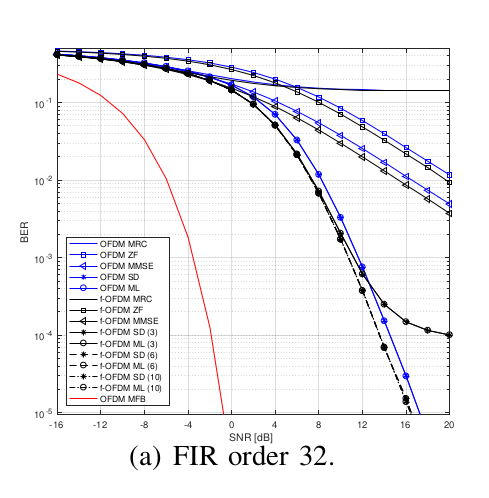 10^-1
10^-2
10^-3
10^-4
10^-5
BER
OFDM MRC
OFDM ZF
OFDM MMSE
OFDM SD
OFDM ML
f-OFDM MRC
f-OFDM ZF
f-OFDM MMSE
f-OFDM SD (3)
f-OFDM ML (3)
f-OFDM SD (6)
f-OFDM ML (6)
f-OFDM SD (10)
f-OFDM ML (10)
OFDM MFB
-16 -12 -8 -4 0 4 8 12 16 20
SNR [dB]
(a) FIR order 32.